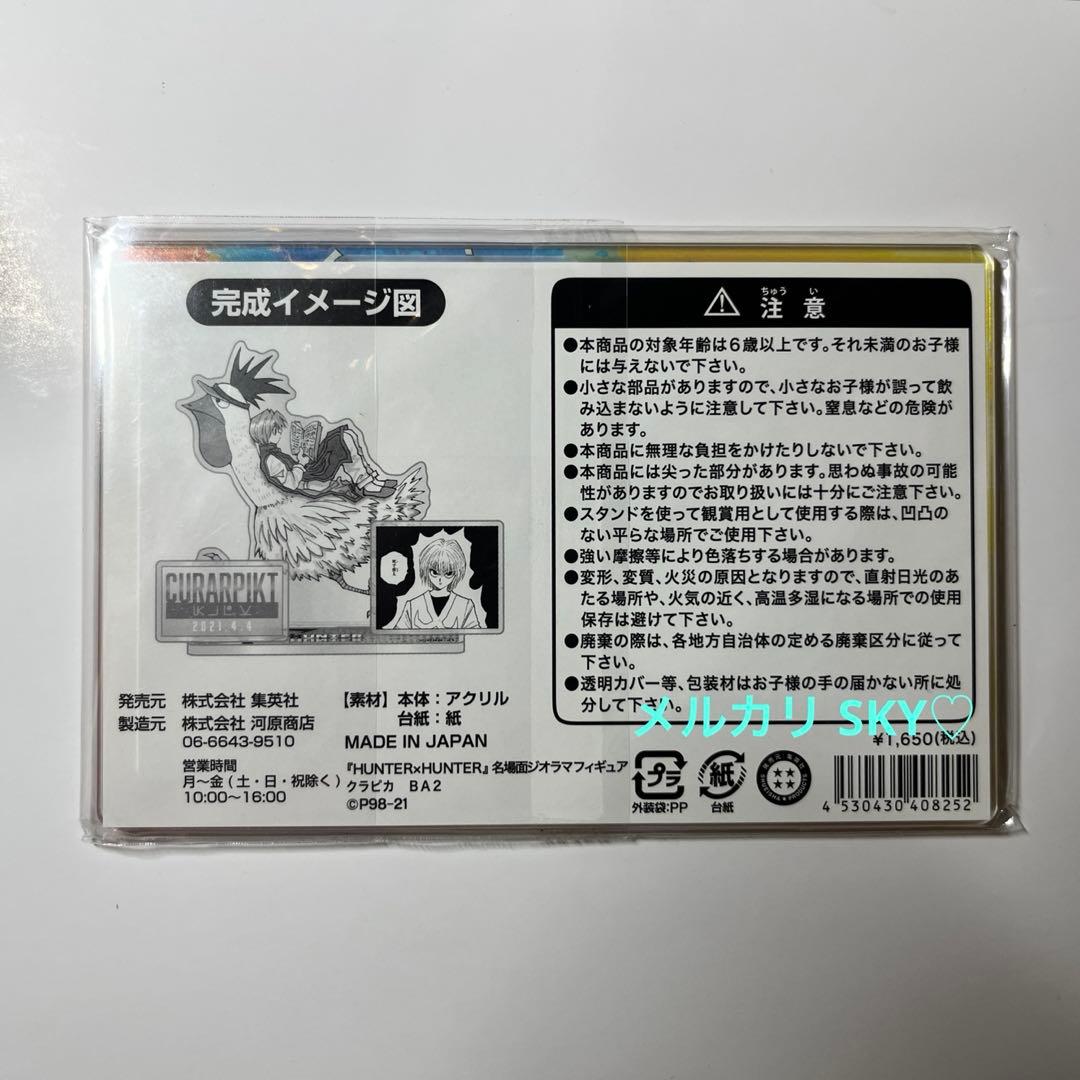 完成イメージ図
CURARPIKT
2021.4.4
HUNTER
発売元 株式会社 集英社
製造元 株式会社 河原商店
06-6643-9510
営業時間
月～金(土・日・祝除く)
10:00～16:00
【素材】本体：アクリル
台紙：紙
MADE IN JAPAN
『HUNTER×HUNTER』名場面ジオラマフィギュア
クラピカ BA2
©P98-21
ちゅう い
⚠ 注意
●本商品の対象年齢は6歳以上です。それ未満のお子様
には与えないで下さい。
●小さな部品がありますので、小さなお子様が誤って飲
み込まないように注意して下さい。窒息などの危険が
あります。
●本商品に無理な負担をかけたりしないで下さい。
●本商品には尖った部分があります。思わぬ事故の可能
性がありますのでお取り扱いには十分にご注意下さい。
●スタンドを使って観賞用として使用する際は、凹凸の
ない平らな場所でご使用下さい。
●強い摩擦等により色落ちする場合があります。
●変形、変質、火災の原因となりますので、直射日光のあ
たる場所や、火気の近く、高温多湿になる場所での使用
保存は避けて下さい。
●廃棄の際は、各地方自治体の定める廃棄区分に従って
下さい。
●透明カバー等、包装材はお子様の手の届かない所に処
分して下さい。
メルカリ SKY♡
¥1,650(税込)
プラ
外装袋:PP
紙
台紙
4 530430 408252